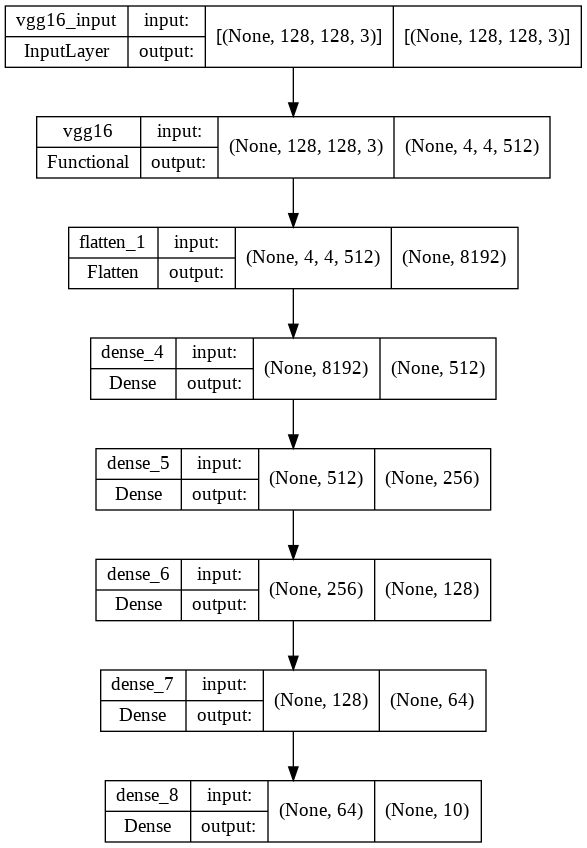 vgg16_input input: [(None, 128, 128, 3)] [(None, 128, 128, 3)]
InputLayer output:
vgg16 input: (None, 128, 128, 3) (None, 4, 4, 512)
Functional output:
flatten_1 input: (None, 4, 4, 512) (None, 8192)
Flatten output:
dense_4 input: (None, 8192) (None, 512)
Dense output:
dense_5 input: (None, 512) (None, 256)
Dense output:
dense_6 input: (None, 256) (None, 128)
Dense output:
dense_7 input: (None, 128) (None, 64)
Dense output:
dense_8 input: (None, 64) (None, 10)
Dense output: